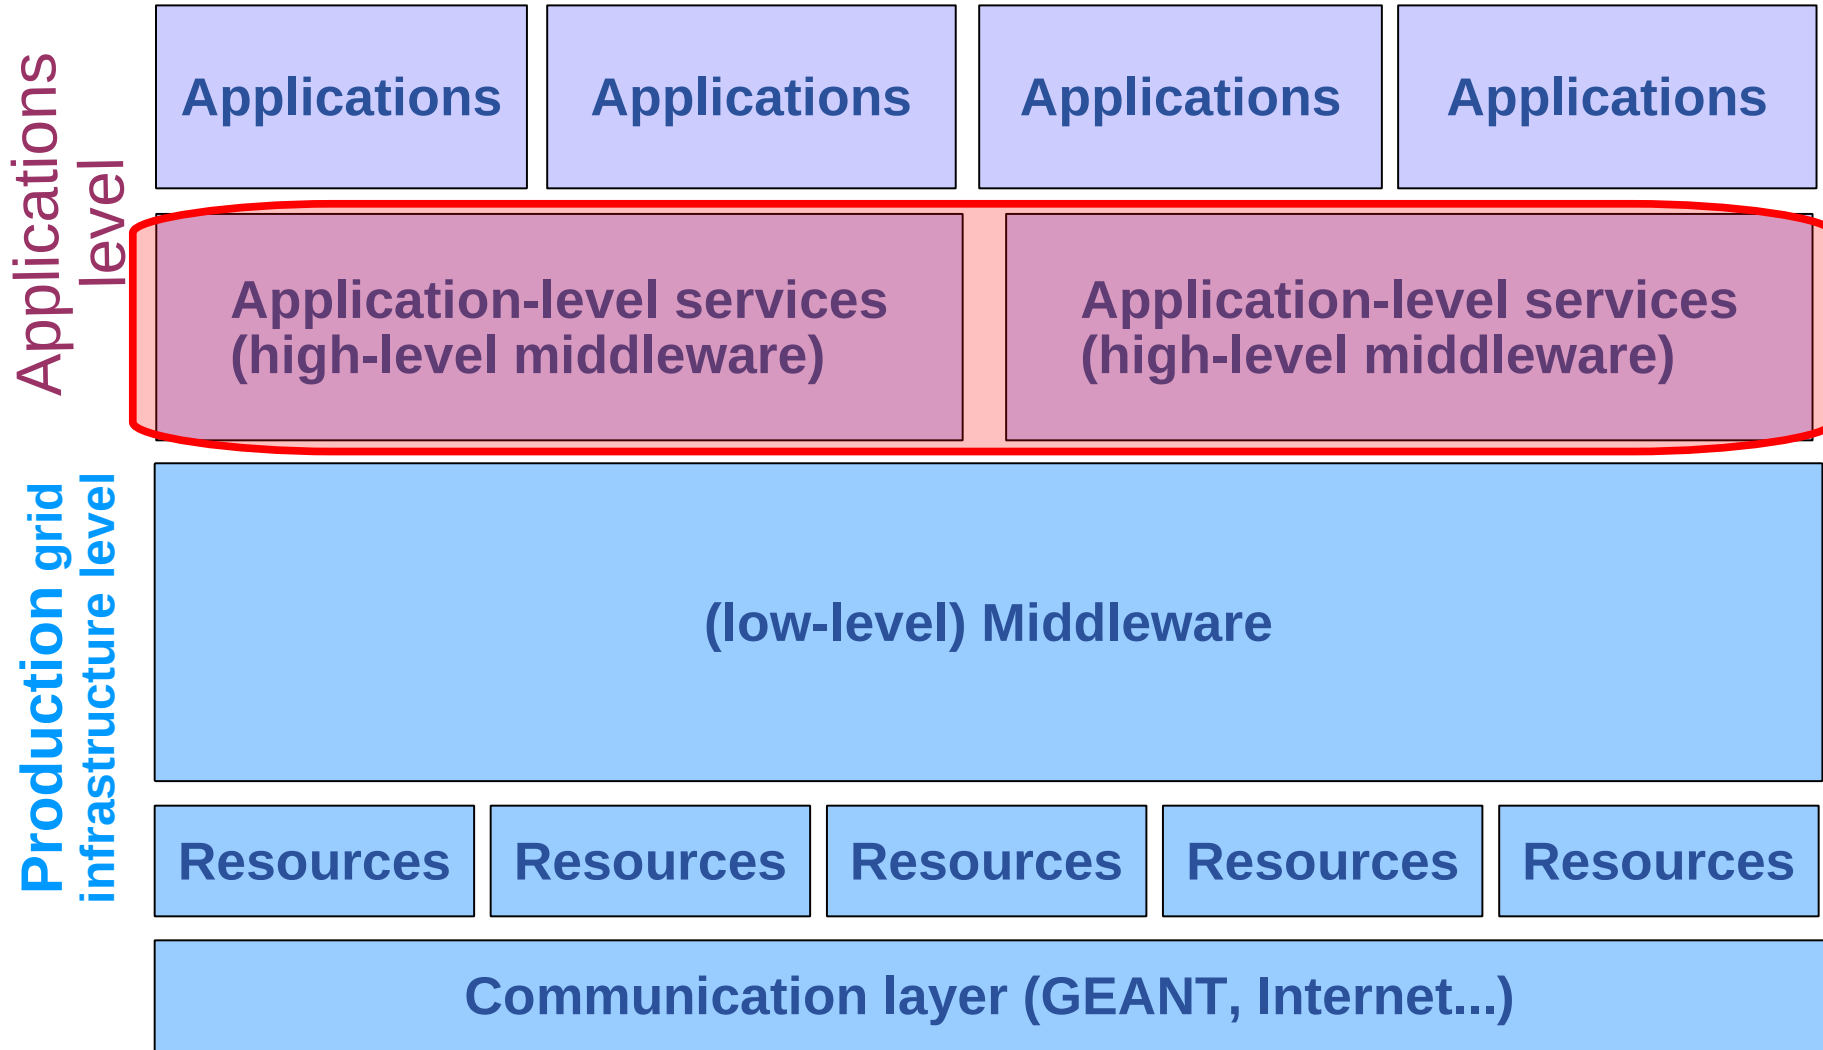 Applications
level
Applications
Applications
Applications
Applications
Application-level services
(high-level middleware)
Application-level services
(high-level middleware)
Production grid
infrastructure level
(low-level) Middleware
Resources
Resources
Resources
Resources
Resources
Communication layer (GEANT, Internet...)